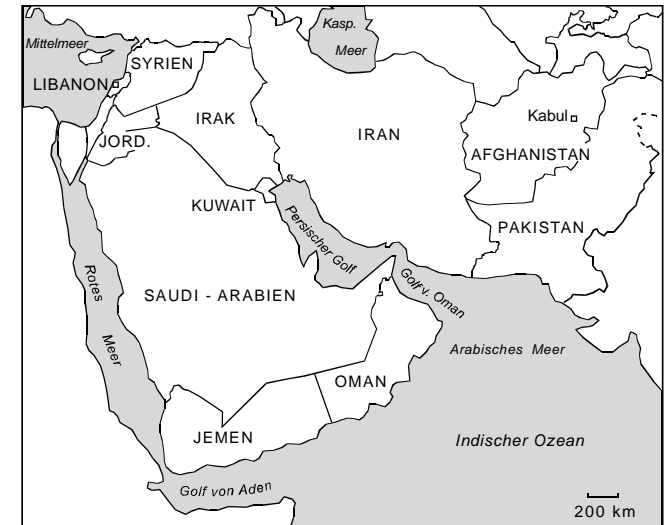 Kasp.
Meer
Mittelmeer
SYRIEN
LIBANON
IRAK
JORD.
IRAN
Kabul
AFGHANISTAN
KUWAIT
PAKISTAN
Persischer Golf
Rotes
Meer
SAUDI - ARABIEN
Golf v. Oman
Arabisches Meer
OMAN
JEMEN
Indischer Ozean
Golf von Aden
200 km